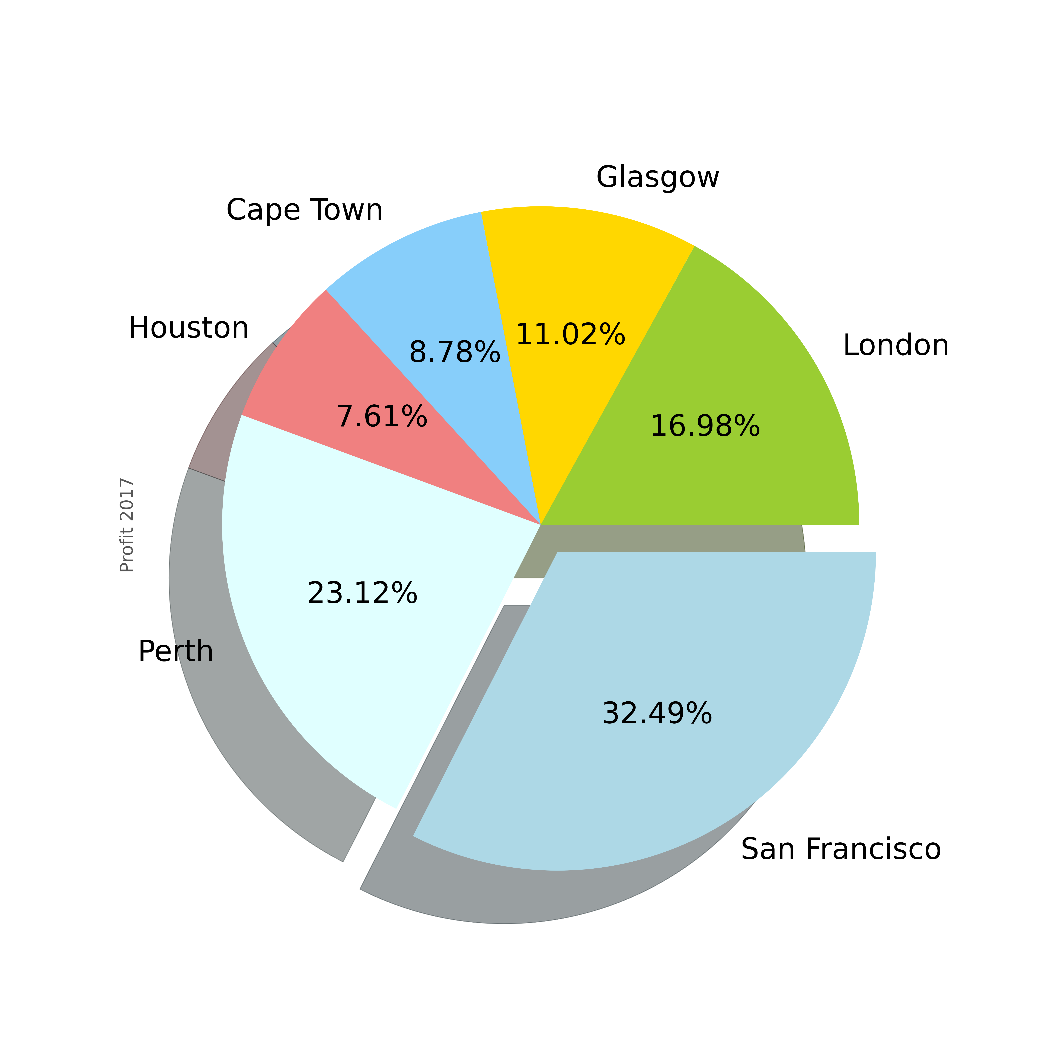 Glasgow
Cape Town
Houston
London
11.02%
8.78%
7.61%
16.98%
Profit 2017
23.12%
Perth
32.49%
San Francisco